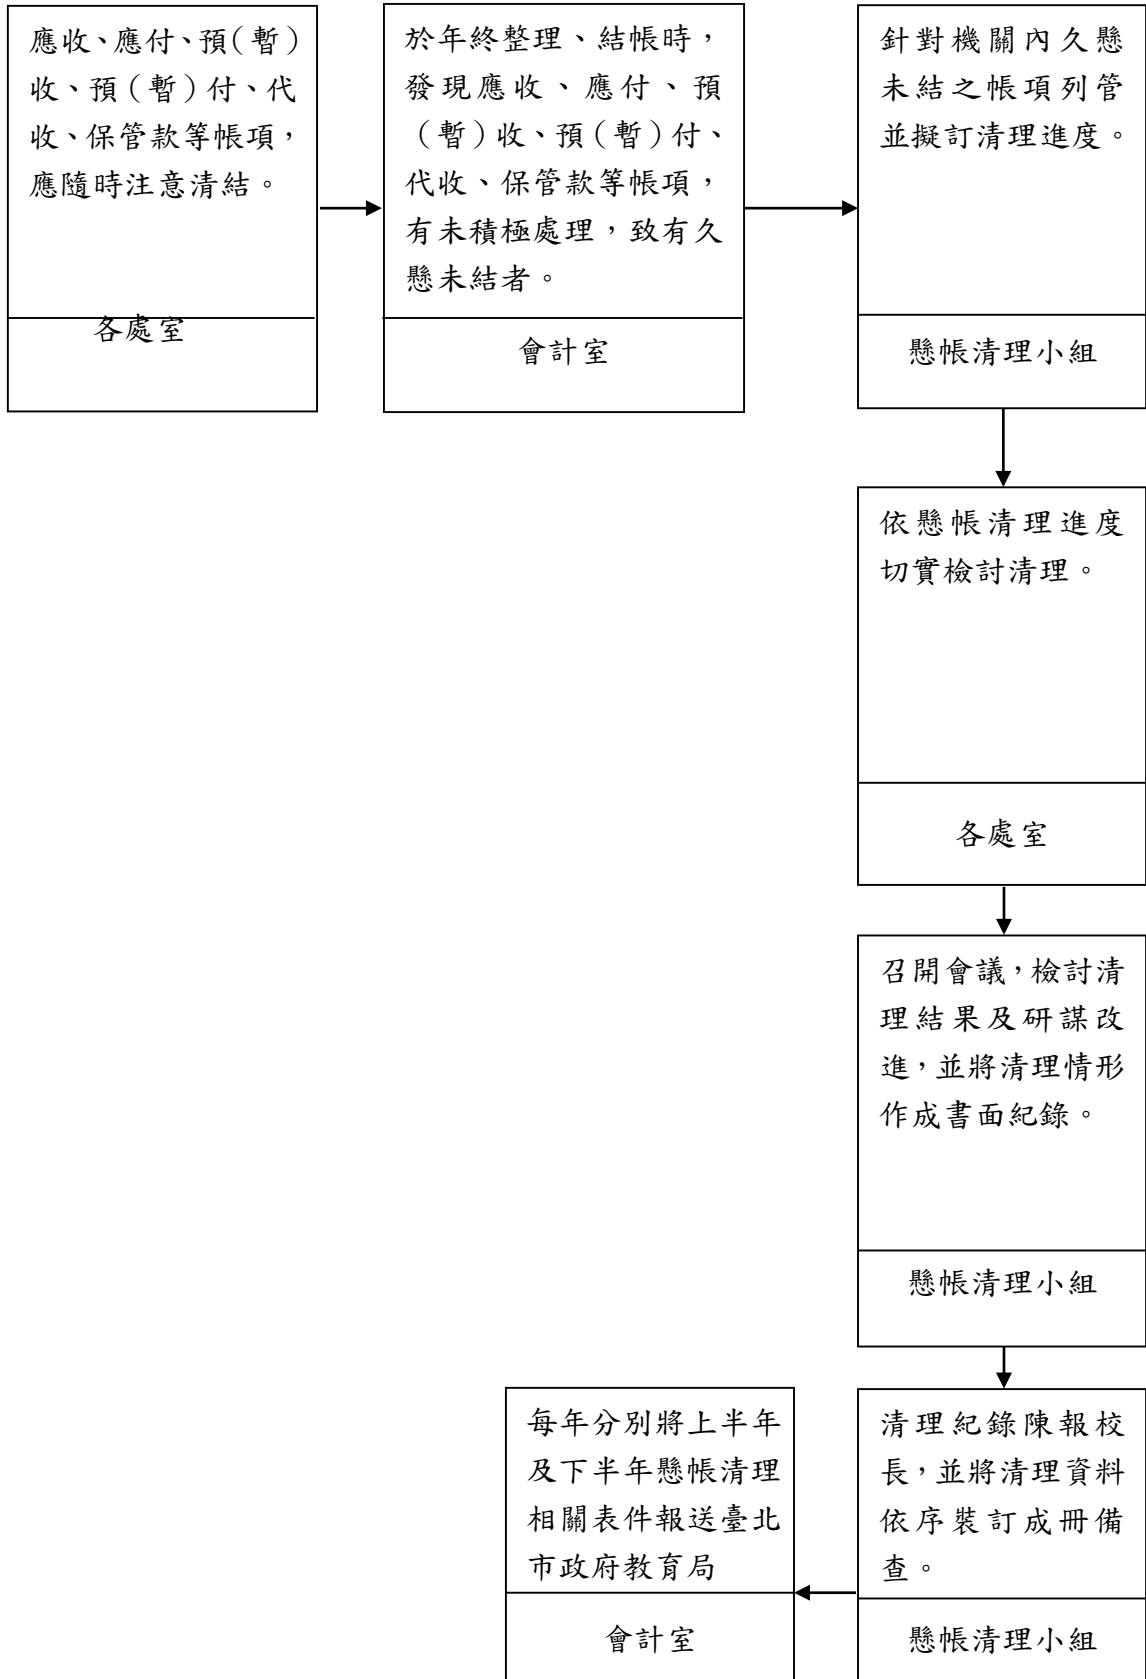 應收、應付、預(暫)
收、預(暫)付、代
收、保管款等帳項,
應隨時注意清結。
各處室
於年終整理、結帳時,
發現應收、應付、預
(暫)收、預(暫)付、
代收、保管款等帳項,
有未積極處理,致有久
懸未結者。
會計室
針對機關內久懸
未結之帳項列管
並擬訂清理進度。
懸帳清理小組
依懸帳清理進度
切實檢討清理。
各處室
召開會議,檢討清
理結果及研謀改
進,並將清理情形
作成書面紀錄。
懸帳清理小組
清理紀錄陳報校
長,並將清理資料
依序裝訂成冊備
查。
懸帳清理小組
每年分別將上半年
及下半年懸帳清理
相關表件報送臺北
市政府教育局
會計室